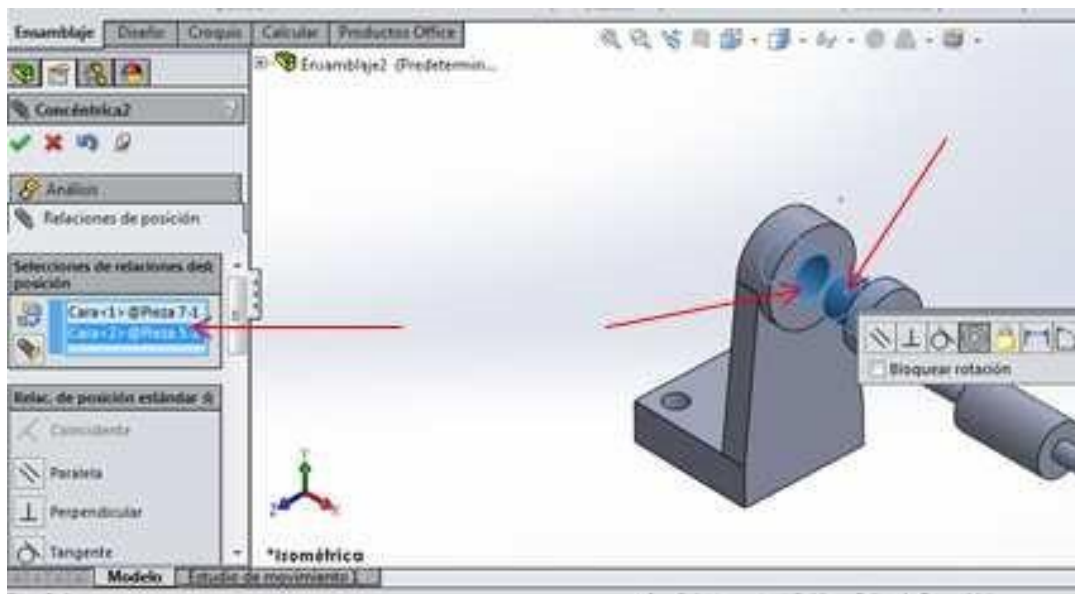 Ensamblaje Diseño Croquis Calcular Productos Office
Ensamblaje2 (Predetermin...
Concéntrica2
Análisis
Relaciones de posición
Selecciones de relaciones de
posición
Cara<1>@Pieza 7-1
Cara<2>@Pieza
Relac. de posición estándar
Coincidente
Paralela
Perpendicular
Tangente
Bloquear rotación
Y
Z
X
*Isométrica
Modelo Estudio de movimiento 1